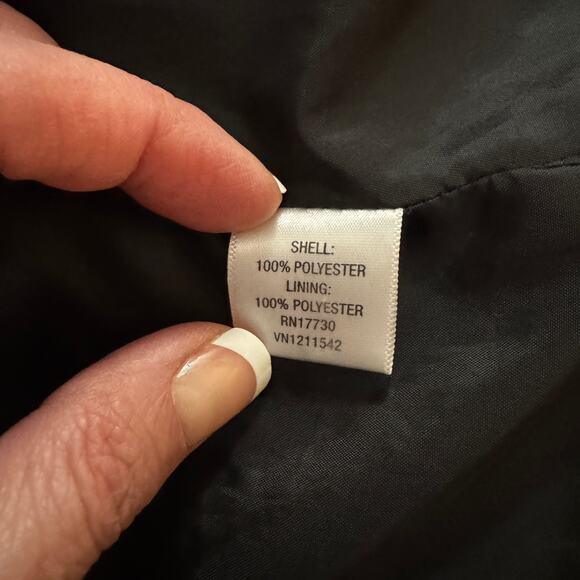 SHELL:
100% POLYESTER
LINING:
100% POLYESTER
RN17730
VN1211542